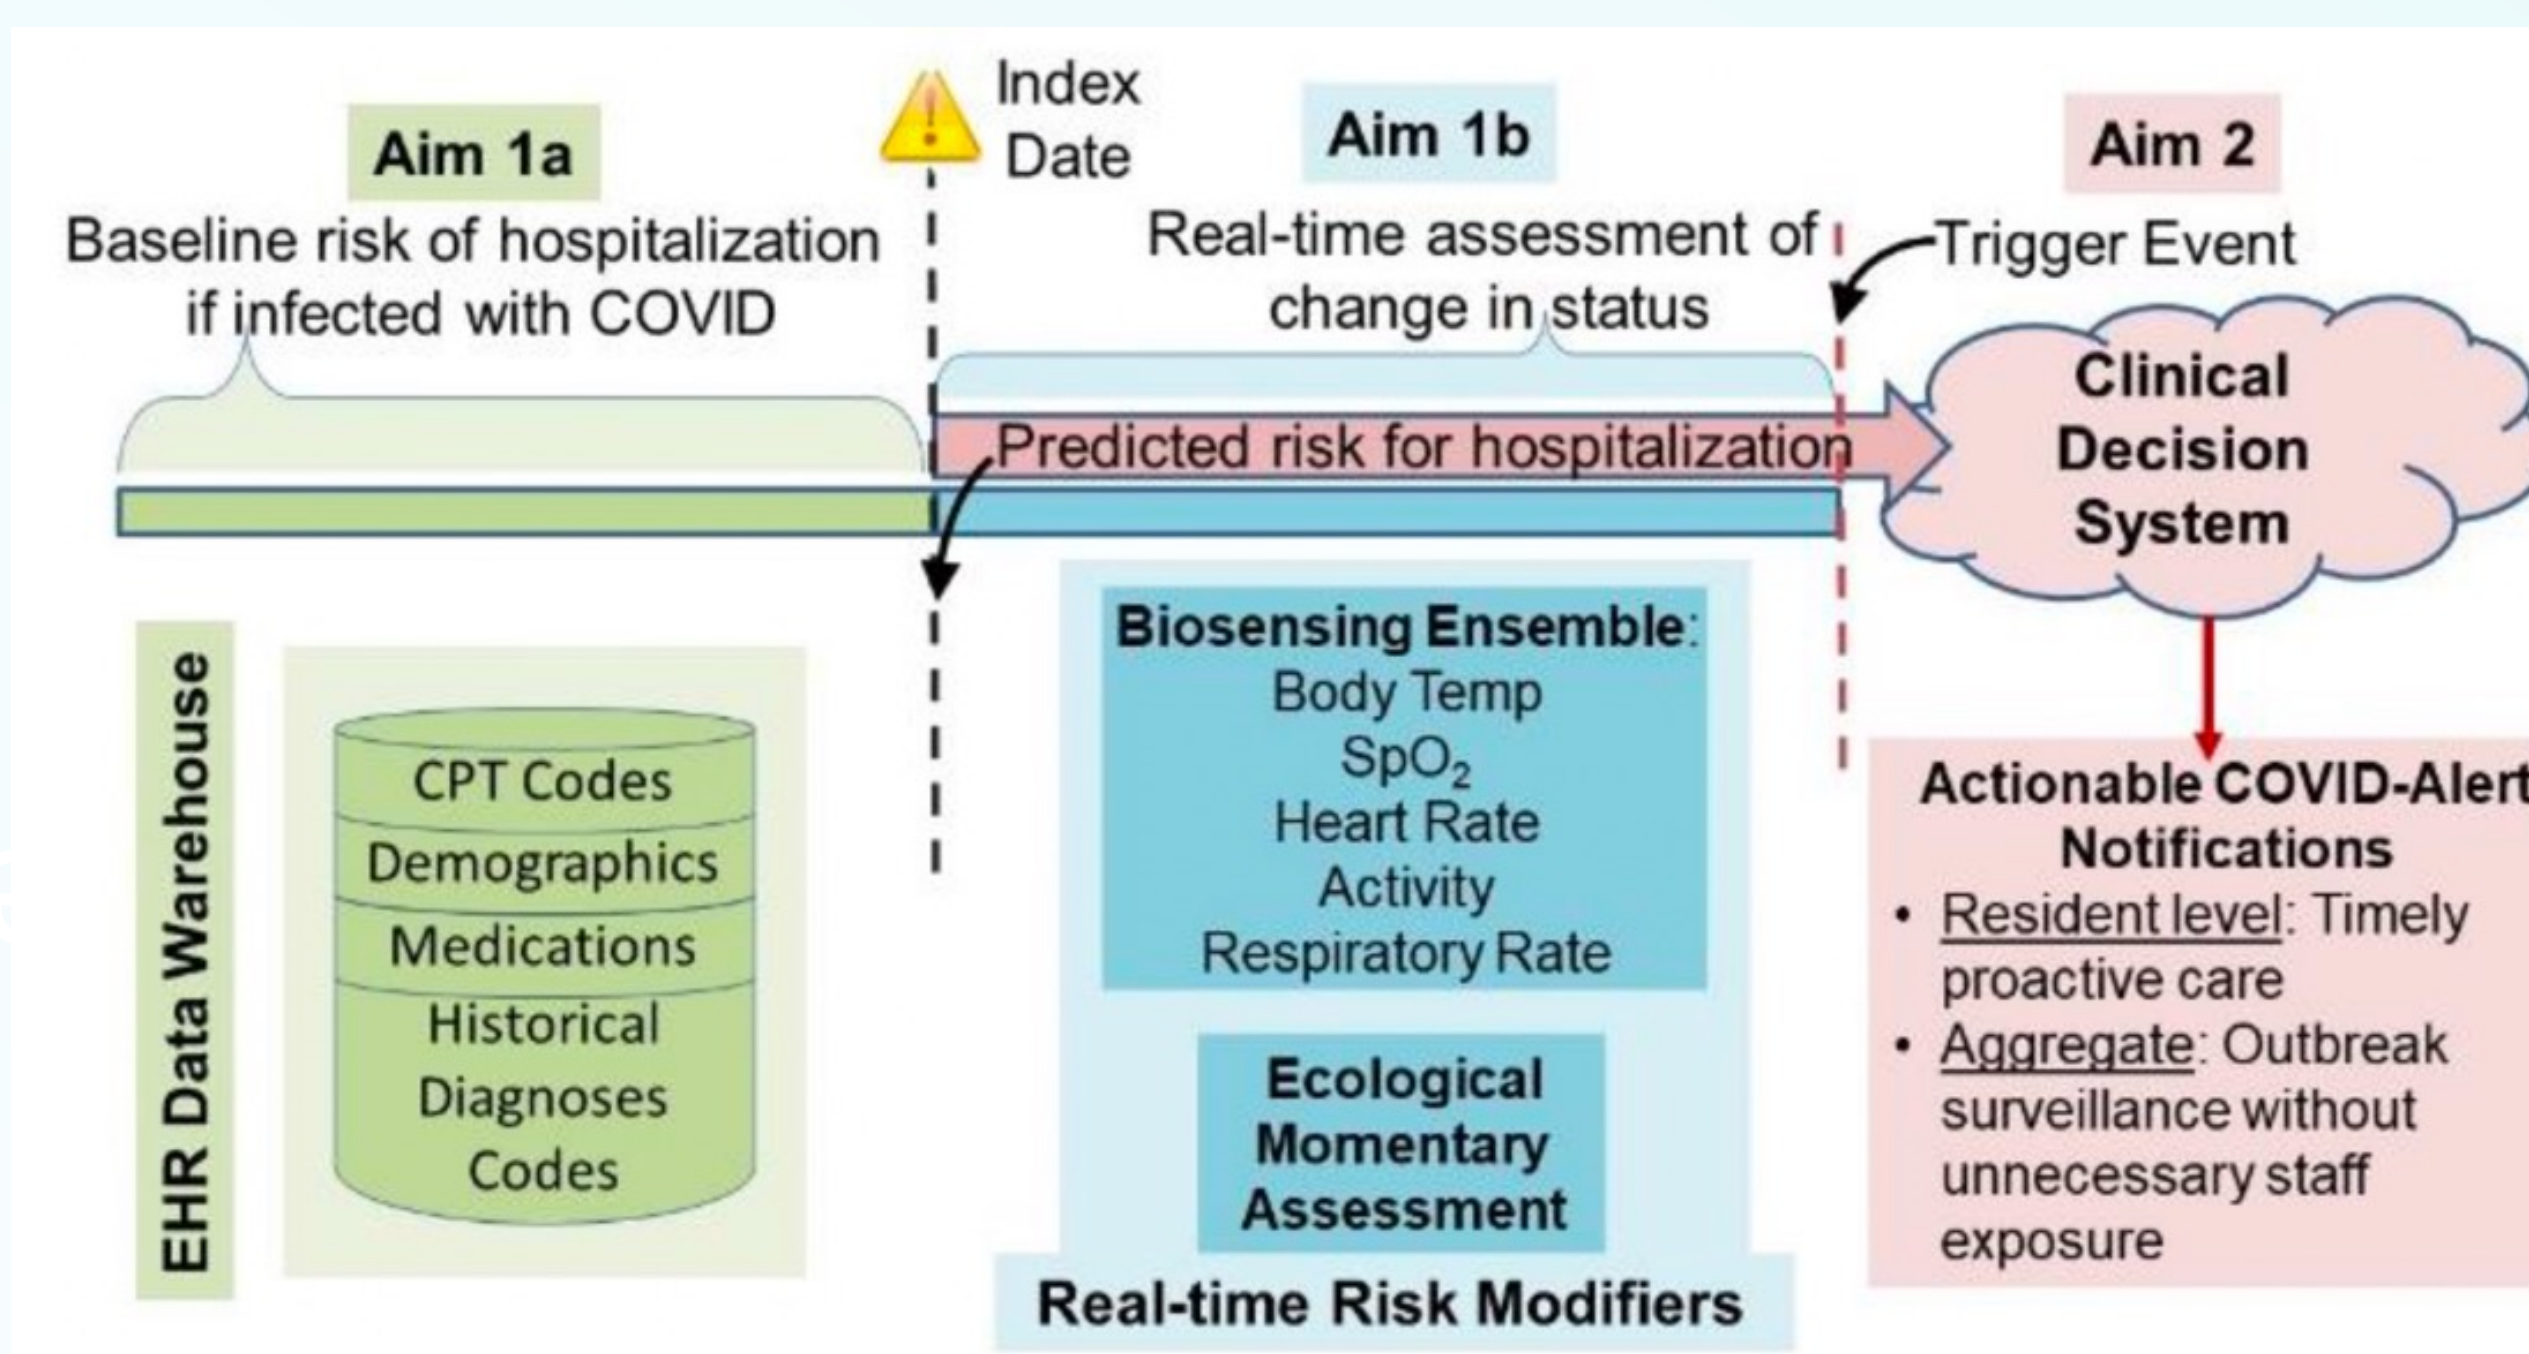 Aim 1a
Baseline risk of hospitalization
if infected with COVID
Index
Date
Aim 1b
Real-time assessment of
change in status
Aim 2
Trigger Event
Predicted risk for hospitalization
Clinical
Decision
System
EHR Data Warehouse
CPT Codes
Demographics
Medications
Historical
Diagnoses
Codes
Biosensing Ensemble:
Body Temp
SpO₂
Heart Rate
Activity
Respiratory Rate
Ecological
Momentary
Assessment
Real-time Risk Modifiers
Actionable COVID-Alert
Notifications
• Resident level: Timely
proactive care
• Aggregate: Outbreak
surveillance without
unnecessary staff
exposure